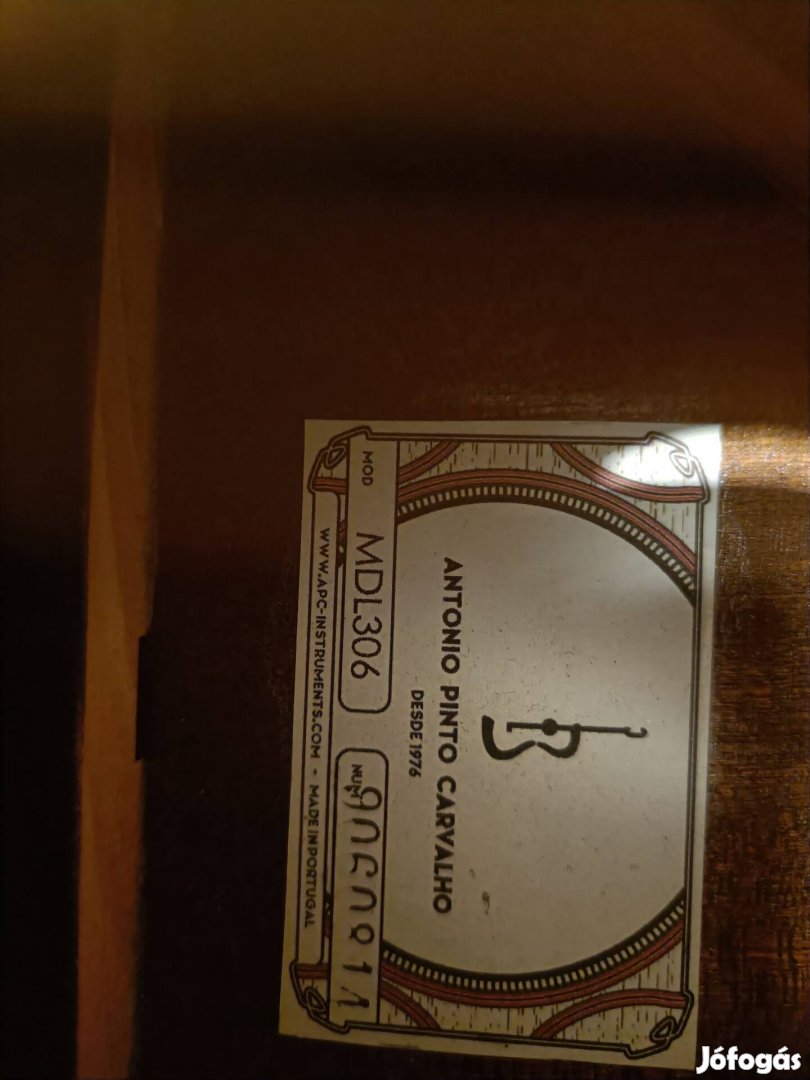 ANTONIO PINTO CARVALHO
DESDE 1976
MOD
MDL306
NUM
WWW.APC-INSTRUMENTS.COM - MADE IN PORTUGAL
Jófogás